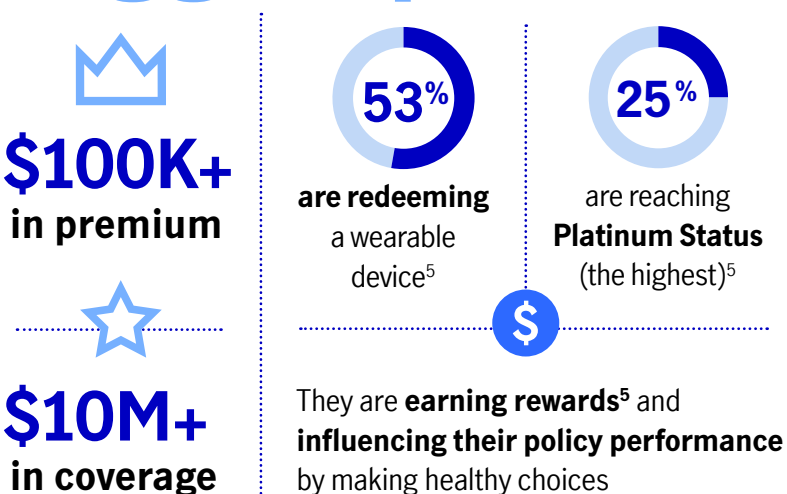 $100K+
in premium
$10M+
in coverage
53%
are redeeming
a wearable
device5
25%
are reaching
Platinum Status
(the highest)5
$
They are earning rewards5 and
influencing their policy performance
by making healthy choices